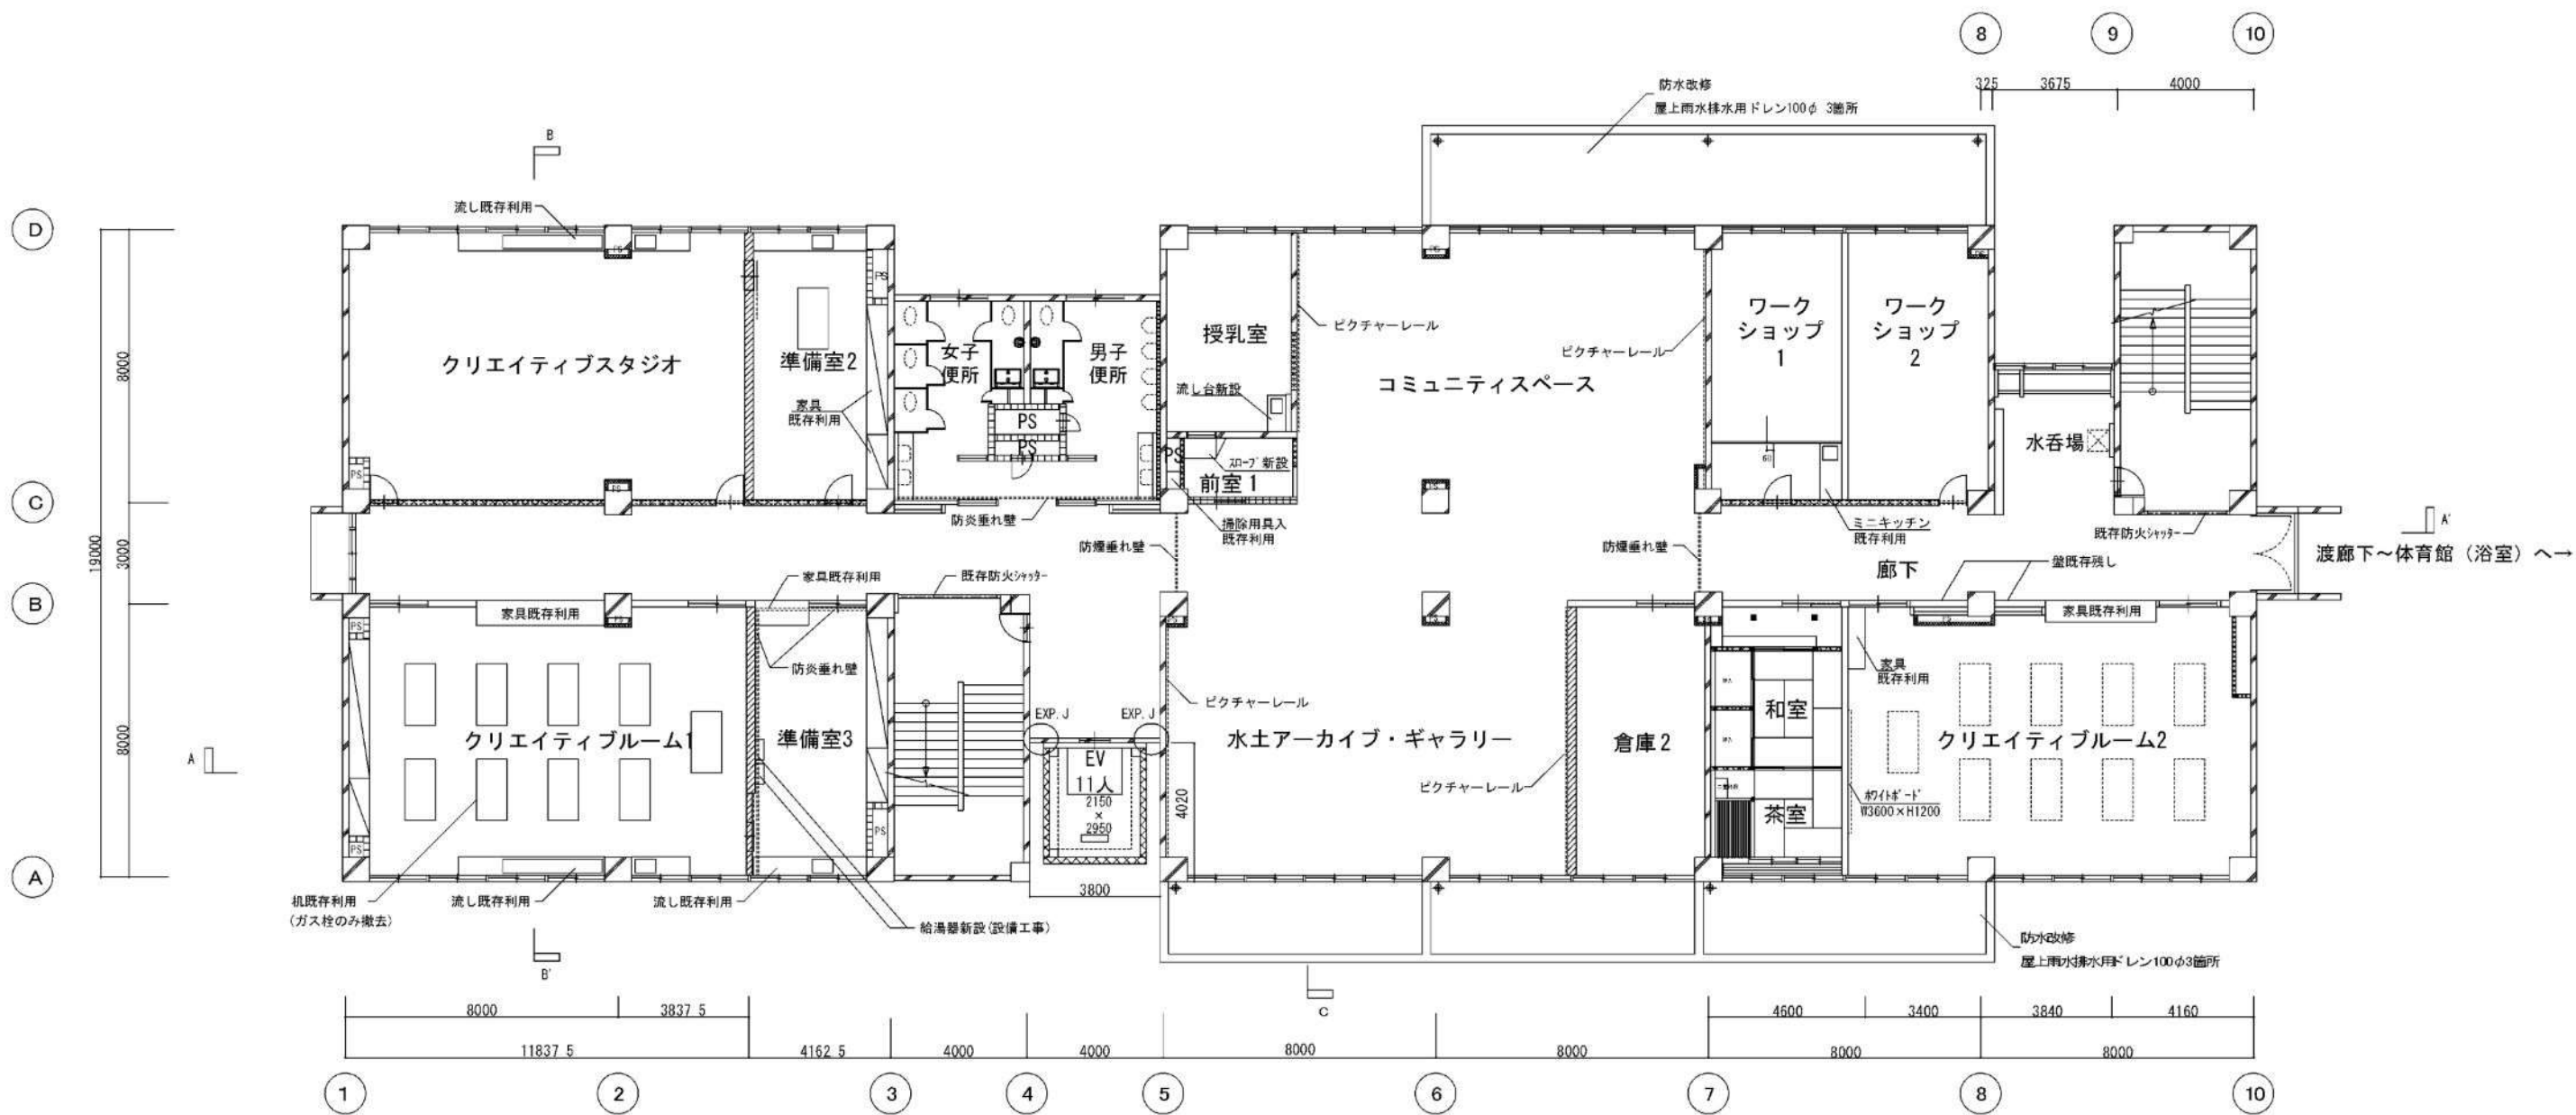 8
9
10
325
3675
4000
防水改修
屋上雨水排水用ドレン100φ 3箇所
B
流し既存利用
D
PS
PS
ピクチャーレール
ピクチャーレール
授乳室
ワーク
ショップ
1
ワーク
ショップ
2
女子
便所
男子
便所
クリエイティブスタジオ
準備室2
コミュニティスペース
8000
流し台新設
家具
既存利用
PS
PS
PS
PS
スロープ新設
前室1
水呑場
C
PS
PS
防炎垂れ壁
掃除用具入
既存利用
ミニキッチン
既存利用
既存防火シャッター
A'
防煙垂れ壁
防煙垂れ壁
19000
3000
渡廊下～体育館（浴室）へ→
廊下
盤既存残し
家具既存利用
既存防火シャッター
B
家具既存利用
家具既存利用
PS
PS
防炎垂れ壁
家具
既存利用
ピクチャーレール
EXP.J
EXP.J
和室
クリエイティブルーム1
準備室3
水土アーカイブ・ギャラリー
倉庫2
クリエイティブルーム2
8000
A
EV
11人
2150
×
2950
4020
ピクチャーレール
ホワイトボード
W3600×H1200
茶室
PS
PS
A
3800
机既存利用
(ガス栓のみ撤去)
流し既存利用
流し既存利用
給湯器新設(設備工事)
防水改修
屋上雨水排水用ドレン100φ3箇所
B'
C
8000
3837 5
4600
3400
3840
4160
11837 5
4162 5
4000
4000
8000
8000
8000
8000
1
2
3
4
5
6
7
8
10